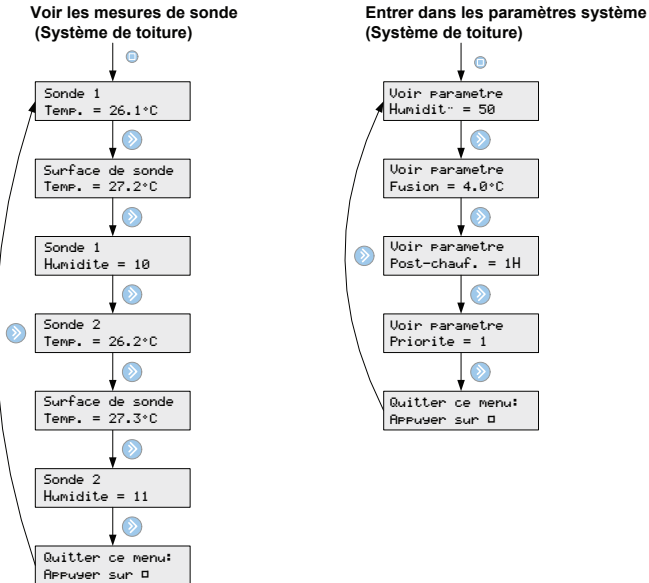 Voir les mesures de sonde
(Système de toiture)
Sonde 1
Temp. = 26.1°C
Surface de sonde
Temp. = 27.2°C
Sonde 1
Humidite = 10
Sonde 2
Temp. = 26.2°C
Surface de sonde
Temp. = 27.3°C
Sonde 2
Humidite = 11
Quitter ce menu:
Appuyer sur □
Entrer dans les paramètres système
(Système de toiture)
Voir parametre
Humidit¨ = 50
Voir parametre
Fusion = 4.0°C
Voir parametre
Post-chauf. = 1H
Voir parametre
Priorite = 1
Quitter ce menu:
Appuyer sur □